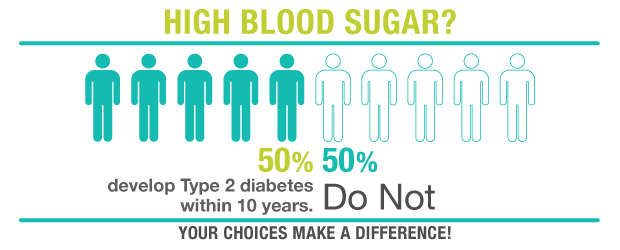 HIGH BLOOD SUGAR?
50% 50%
develop Type 2 diabetes
within 10 years.
Do Not
YOUR CHOICES MAKE A DIFFERENCE!